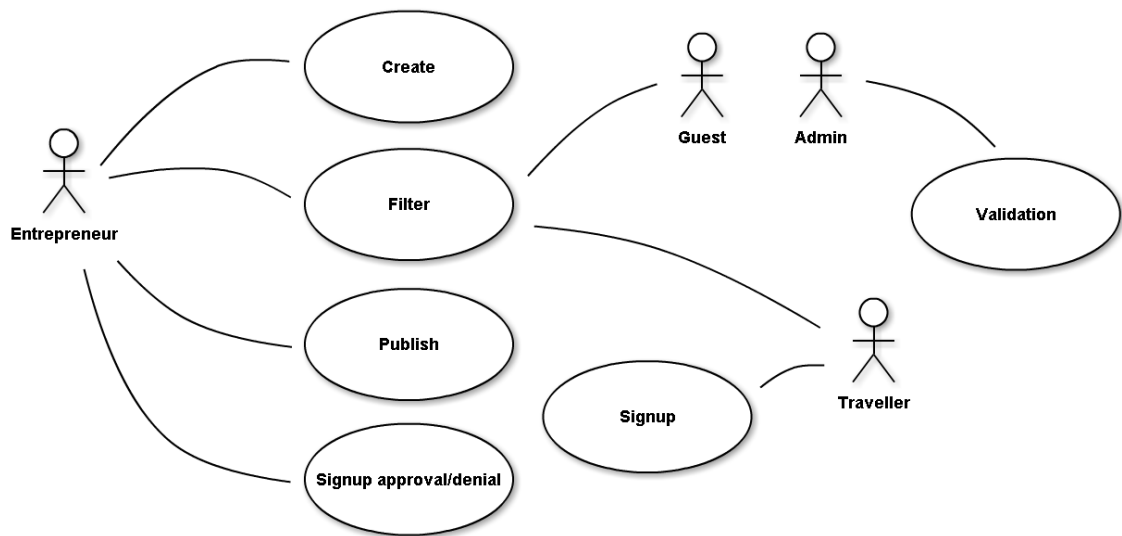 Create
Guest
Admin
Entrepreneur
Filter
Validation
Publish
Traveller
Signup
Signup approval/denial